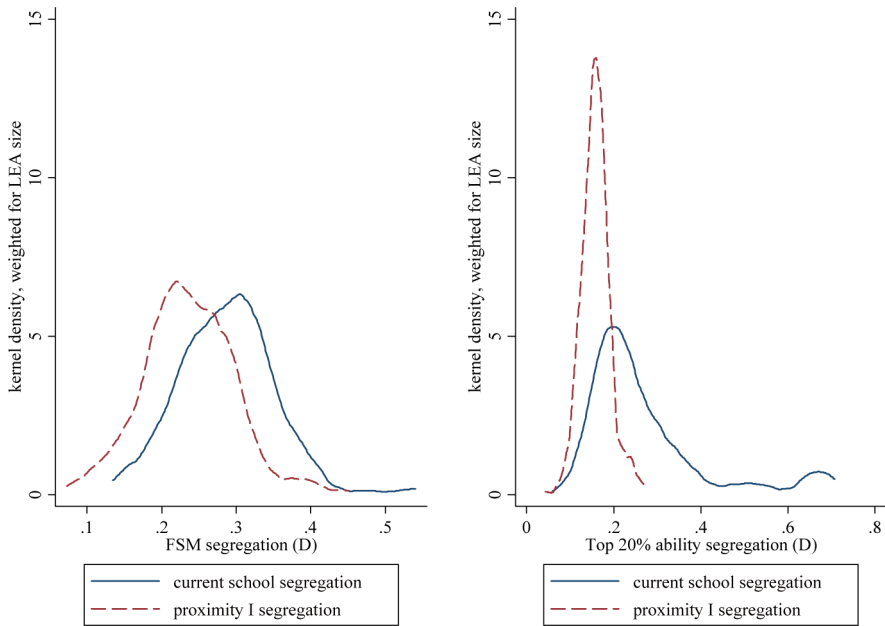 kernel density, weighted for LEA size
15
10
5
0
.1 .2 .3 .4 .5
FSM segregation (D)
current school segregation
proximity I segregation
kernel density, weighted for LEA size
15
10
5
0
0 .2 .4 .6 .8
Top 20% ability segregation (D)
current school segregation
proximity I segregation